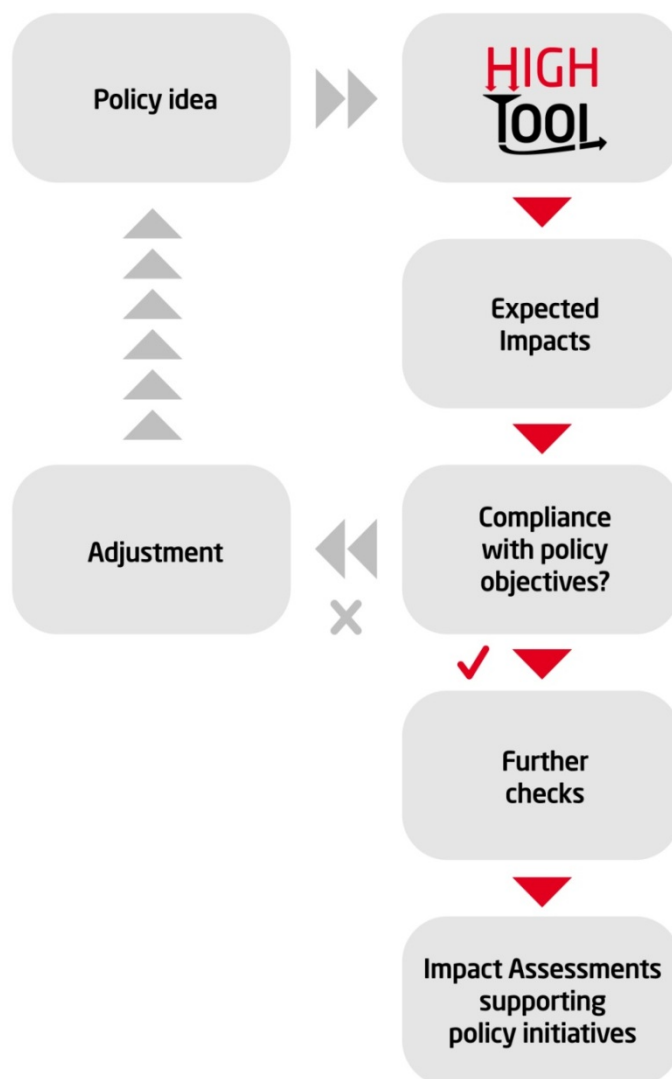 Policy idea
HIGH
TOOL
Expected
Impacts
Adjustment
Compliance
with policy
objectives?
Further
checks
Impact Assessments
supporting
policy initiatives